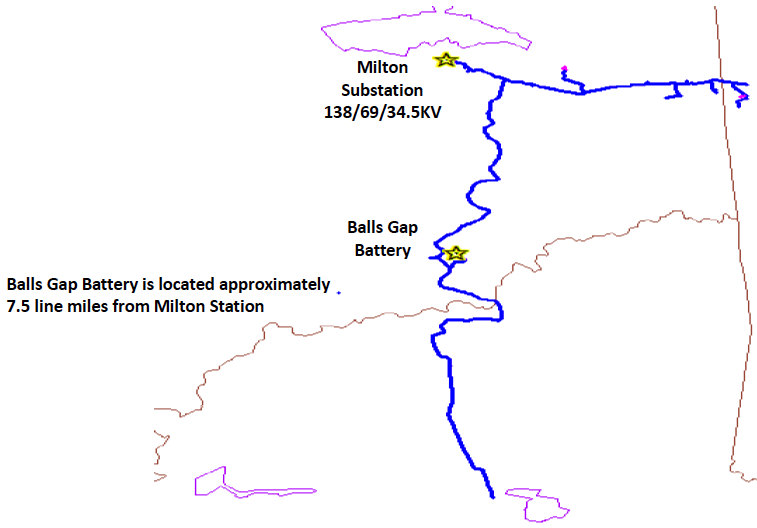 Milton
Substation
138/69/34.5KV
Balls Gap
Battery
Balls Gap Battery is located approximately
7.5 line miles from Milton Station